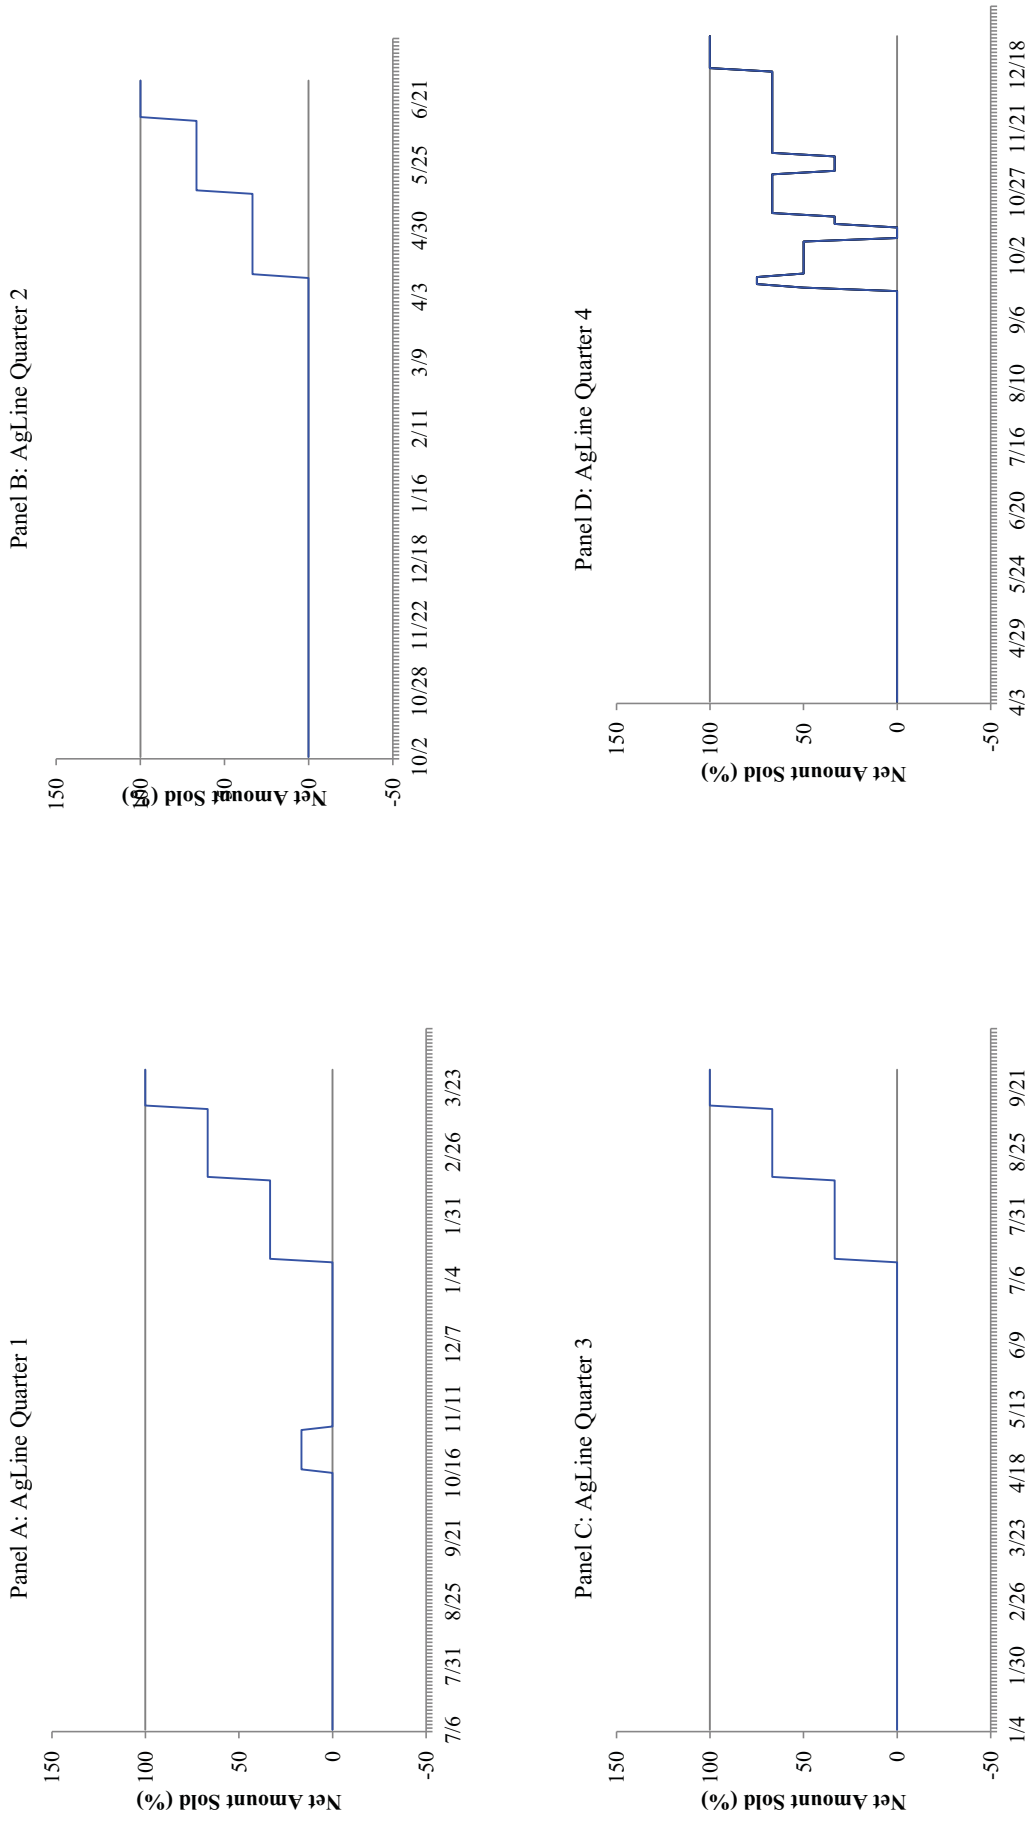 Panel A: AgLine Quarter 1
Net Amount Sold (%)
150
100
50
0
-50
7/6 7/31 8/25 9/21 10/16 11/11 12/7 1/4 1/31 2/26 3/23
Panel B: AgLine Quarter 2
Net Amount Sold (%)
150
100
50
0
-50
10/2 10/28 11/22 12/18 1/16 2/11 3/9 4/3 4/30 5/25 6/21
Panel C: AgLine Quarter 3
Net Amount Sold (%)
150
100
50
0
-50
1/4 1/30 2/26 3/23 4/18 5/13 6/9 7/6 7/31 8/25 9/21
Panel D: AgLine Quarter 4
Net Amount Sold (%)
150
100
50
0
-50
4/3 4/29 5/24 6/20 7/16 8/10 9/6 10/2 10/27 11/21 12/18